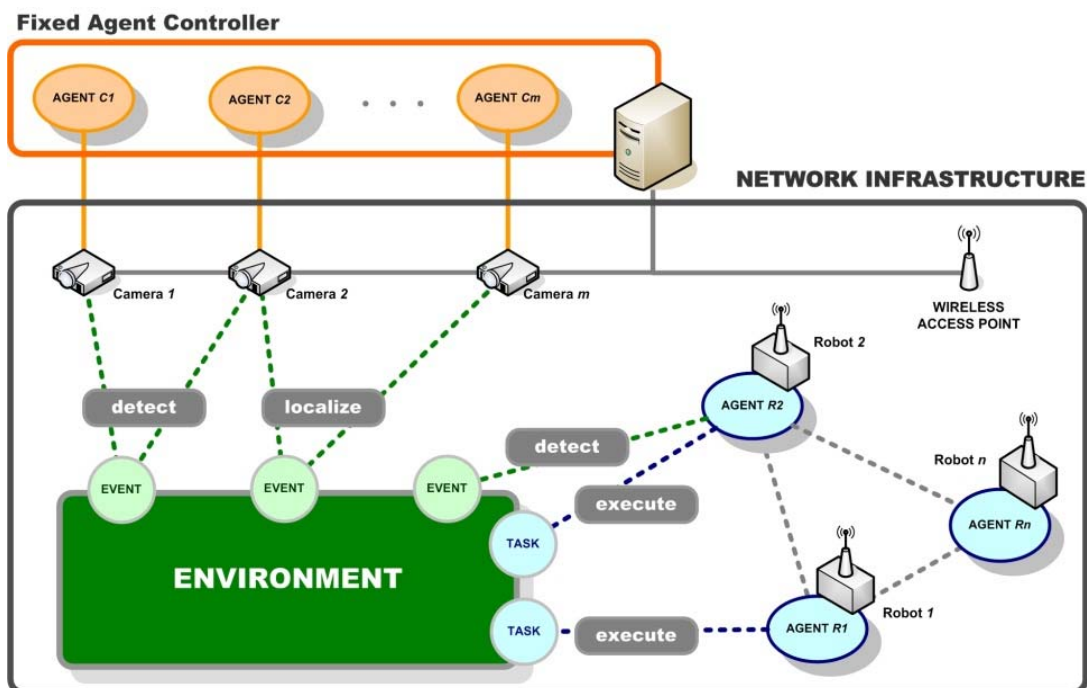 Fixed Agent Controller
AGENT C1
AGENT C2
. . . .
AGENT Cm
NETWORK INFRASTRUCTURE
Camera 1
Camera 2
Camera m
WIRELESS
ACCESS POINT
Robot 2
detect
localize
AGENT R2
detect
Robot n
EVENT
EVENT
EVENT
execute
AGENT Rn
TASK
ENVIRONMENT
Robot 1
TASK
execute
AGENT R1